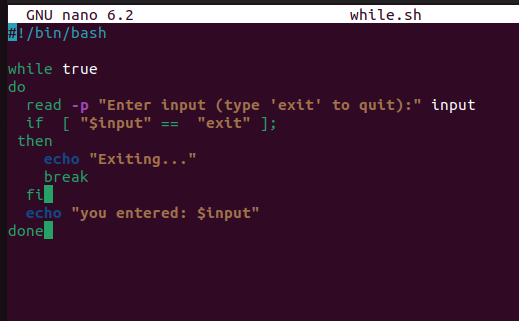 GNU nano 6.2 while.sh
#!/bin/bash
while true
do
read -p "Enter input (type 'exit' to quit):" input
if [ "$input" == "exit" ];
then
echo "Exiting..."
break
fi
echo "you entered: $input"
done